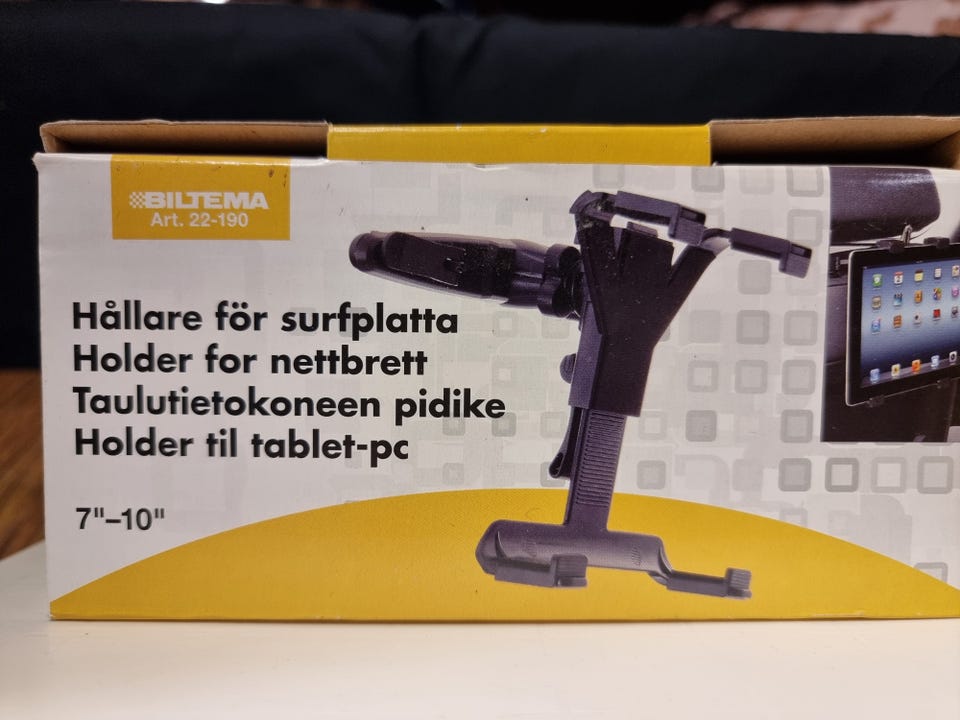 BILTEMA
Art. 22-190
Hållare för surfplatta
Holder for nettbrett
Taulutietokoneen pidike
Holder til tablet-pc
7"–10"